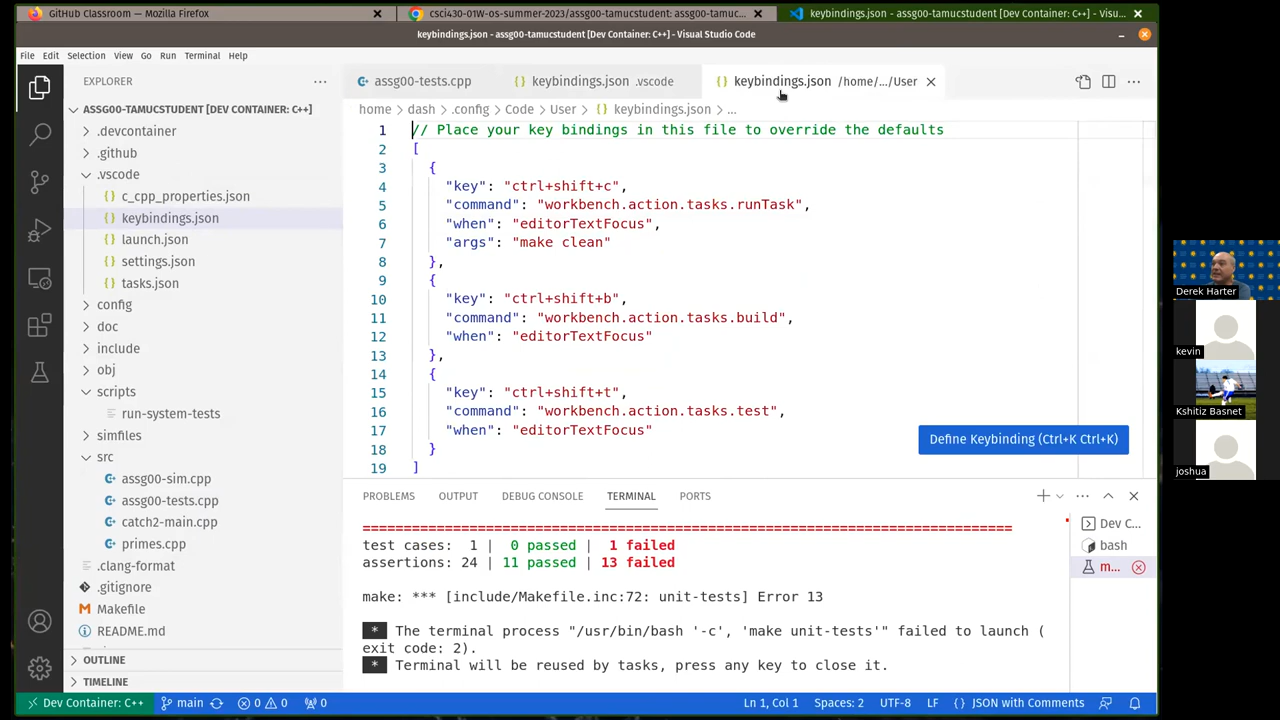 GitHub Classroom — Mozilla Firefox
csci430-01W-os-summer-2023/assg00-tamucstudent: assg00-tamuc...
keybindings.json - assg00-tamucstudent [Dev Container: C++] - Visu...
keybindings.json - assg00-tamucstudent [Dev Container: C++] - Visual Studio Code
File Edit Selection View Go Run Terminal Help
EXPLORER
ASSG00-TAMUCSTUDENT [DEV CONTAINER: C++]
.devcontainer
.github
.vscode
c_cpp_properties.json
keybindings.json
launch.json
settings.json
tasks.json
config
doc
include
obj
scripts
run-system-tests
simfiles
src
assg00-sim.cpp
assg00-tests.cpp
catch2-main.cpp
primes.cpp
.clang-format
.gitignore
Makefile
README.md
OUTLINE
TIMELINE
assg00-tests.cpp
keybindings.json .vscode
keybindings.json /home/.../User
home > dash > .config > Code > User > {} keybindings.json > ...
1 // Place your key bindings in this file to override the defaults
2 [
3 {
4 "key": "ctrl+shift+c",
5 "command": "workbench.action.tasks.runTask",
6 "when": "editorTextFocus",
7 "args": "make clean"
8 },
9 {
10 "key": "ctrl+shift+b",
11 "command": "workbench.action.tasks.build",
12 "when": "editorTextFocus"
13 },
14 {
15 "key": "ctrl+shift+t",
16 "command": "workbench.action.tasks.test",
17 "when": "editorTextFocus"
18 }
19 ]
Define Keybinding (Ctrl+K Ctrl+K)
PROBLEMS OUTPUT DEBUG CONSOLE TERMINAL PORTS
===============================================================================
test cases: 1 | 0 passed | 1 failed
assertions: 24 | 11 passed | 13 failed
make: *** [include/Makefile.inc:72: unit-tests] Error 13
* The terminal process "/usr/bin/bash '-c', 'make unit-tests'" failed to launch (
exit code: 2).
* Terminal will be reused by tasks, press any key to close it.
Dev C...
bash
m...
Dev Container: C++ main 0 0 0 Ln 1, Col 1 Spaces: 2 UTF-8 LF {} JSON with Comments
Derek Harter
kevin
Kshitiz Basnet
joshua